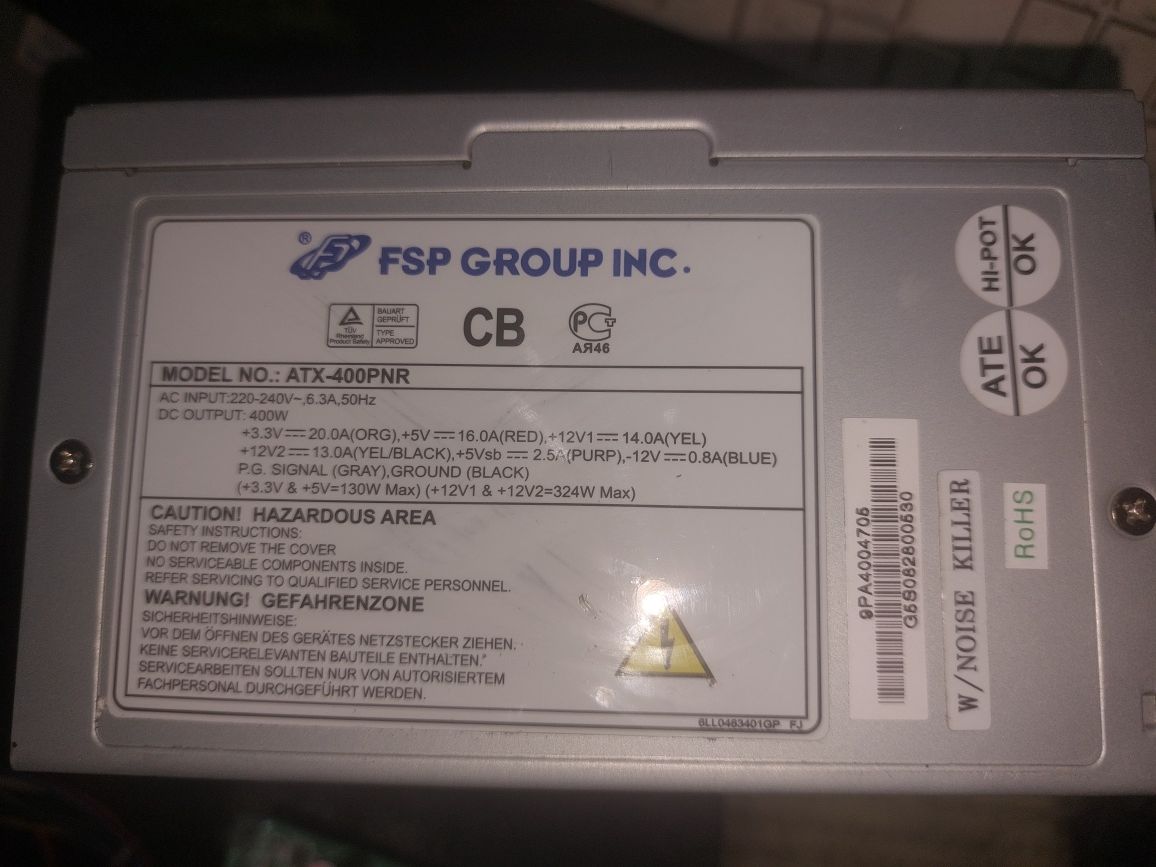 ® FSP GROUP INC.
TÜV Rheinland Product Safety
BAUART GEPRÜFT
TYPE APPROVED
CB
PCT
АЯ46
MODEL NO.: ATX-400PNR
AC INPUT:220-240V~,6.3A,50Hz
DC OUTPUT: 400W
+3.3V⎓20.0A(ORG),+5V⎓16.0A(RED),+12V1⎓14.0A(YEL)
+12V2⎓13.0A(YEL/BLACK),+5Vsb⎓2.5A(PURP),-12V⎓0.8A(BLUE)
P.G. SIGNAL (GRAY),GROUND (BLACK)
(+3.3V & +5V=130W Max) (+12V1 & +12V2=324W Max)
CAUTION! HAZARDOUS AREA
SAFETY INSTRUCTIONS:
DO NOT REMOVE THE COVER
NO SERVICEABLE COMPONENTS INSIDE.
REFER SERVICING TO QUALIFIED SERVICE PERSONNEL.
WARNUNG! GEFAHRENZONE
SICHERHEITSHINWEISE:
VOR DEM ÖFFNEN DES GERÄTES NETZSTECKER ZIEHEN.
KEINE SERVICERELEVANTEN BAUTEILE ENTHALTEN.
SERVICEARBEITEN SOLLTEN NUR VON AUTORISIERTEM
FACHPERSONAL DURCHGEFÜHRT WERDEN.
6LL0463401GP FJ
HI-POT OK
ATE OK
9PA4004705
G58082800530
W/NOISE KILLER
RoHS